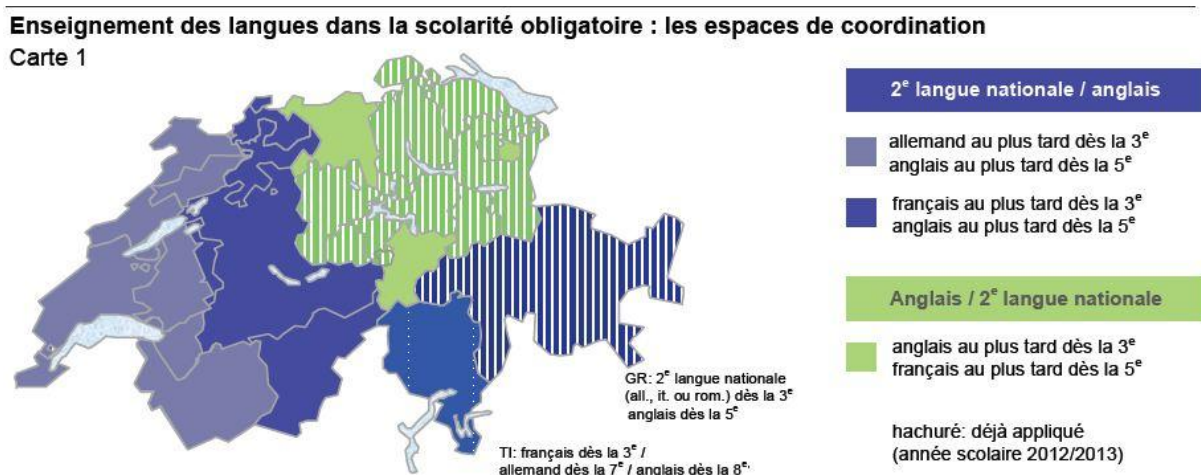 Enseignement des langues dans la scolarité obligatoire : les espaces de coordination
Carte 1
2e langue nationale / anglais
allemand au plus tard dès la 3e
anglais au plus tard dès la 5e
français au plus tard dès la 3e
anglais au plus tard dès la 5e
Anglais / 2e langue nationale
anglais au plus tard dès la 3e
français au plus tard dès la 5e
hachuré: déjà appliqué
(année scolaire 2012/2013)
GR: 2e langue nationale
(all., it. ou rom.) dès la 3e
anglais dès la 5e
TI: français dès la 3e /
allemand dès la 7e / anglais dès la 8e.